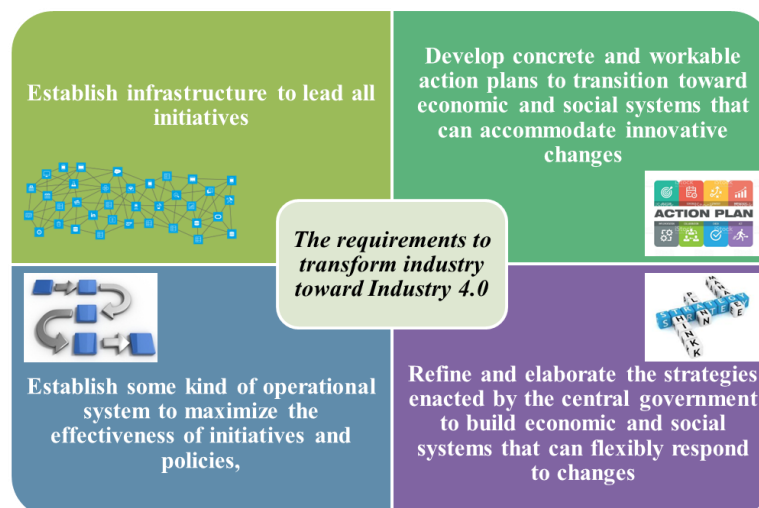 Establish infrastructure to lead all
initiatives
Develop concrete and workable
action plans to transition toward
economic and social systems that
can accommodate innovative
changes
ACTION PLAN
The requirements to
transform industry
toward Industry 4.0
Establish some kind of operational
system to maximize the
effectiveness of initiatives and
policies,
STRATEGY
THINK
Refine and elaborate the strategies
enacted by the central government
to build economic and social
systems that can flexibly respond
to changes